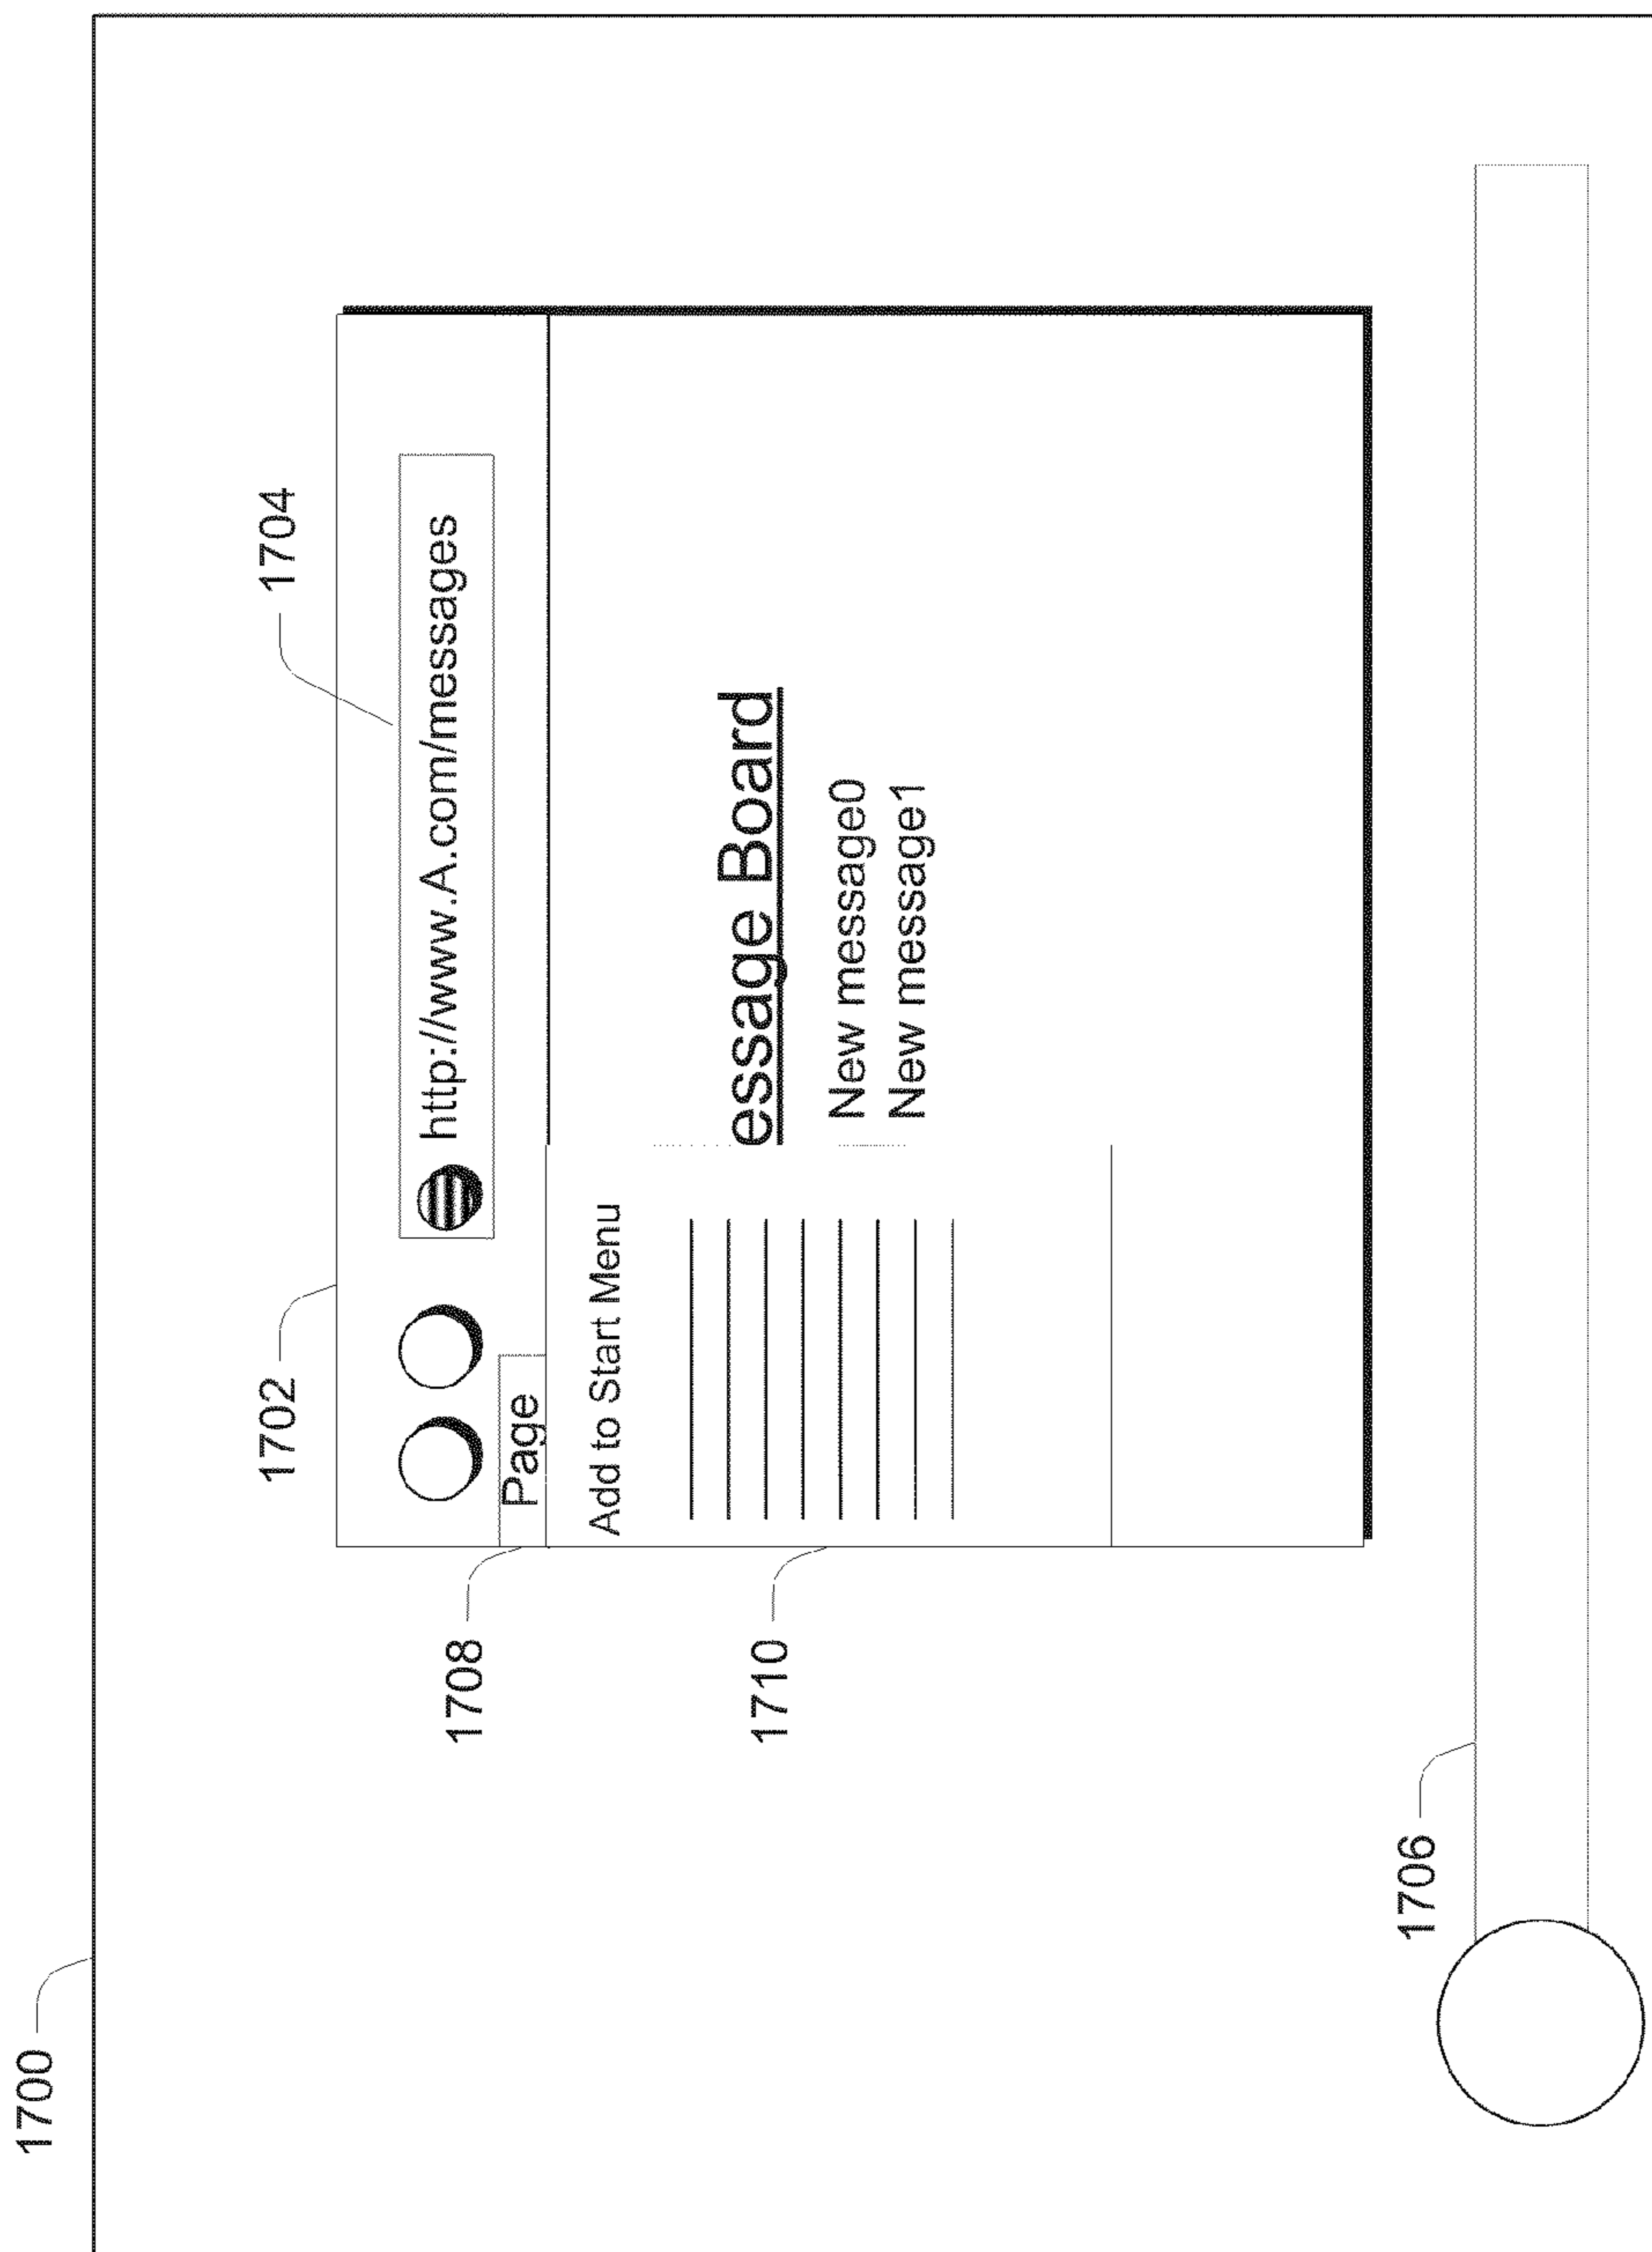 1700
1702
1704
http://www.A.com/messages
1708
Page
Add to Start Menu
1710
essage Board
New message0
New message1
1706